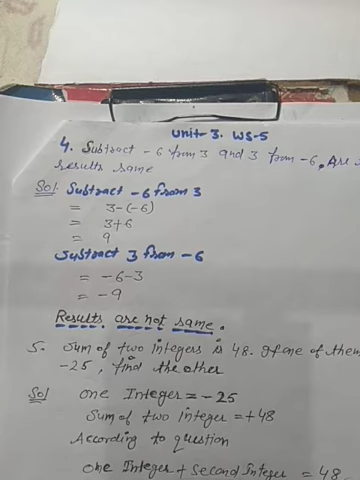 Unit-3. WS-5
4. Subtract -6 from 3 and 3 from -6, Are
results same
Sol. Subtract -6 from 3
= 3-(-6)
= 3+6
= 9
Subtract 3 from -6
= -6-3
= -9
Results are not same.
5. Sum of two integers is 48. If one of them
-25, find the other
Sol one Integer = -25
Sum of two integer = +48
According to question
One Integer + Second Integer = 48